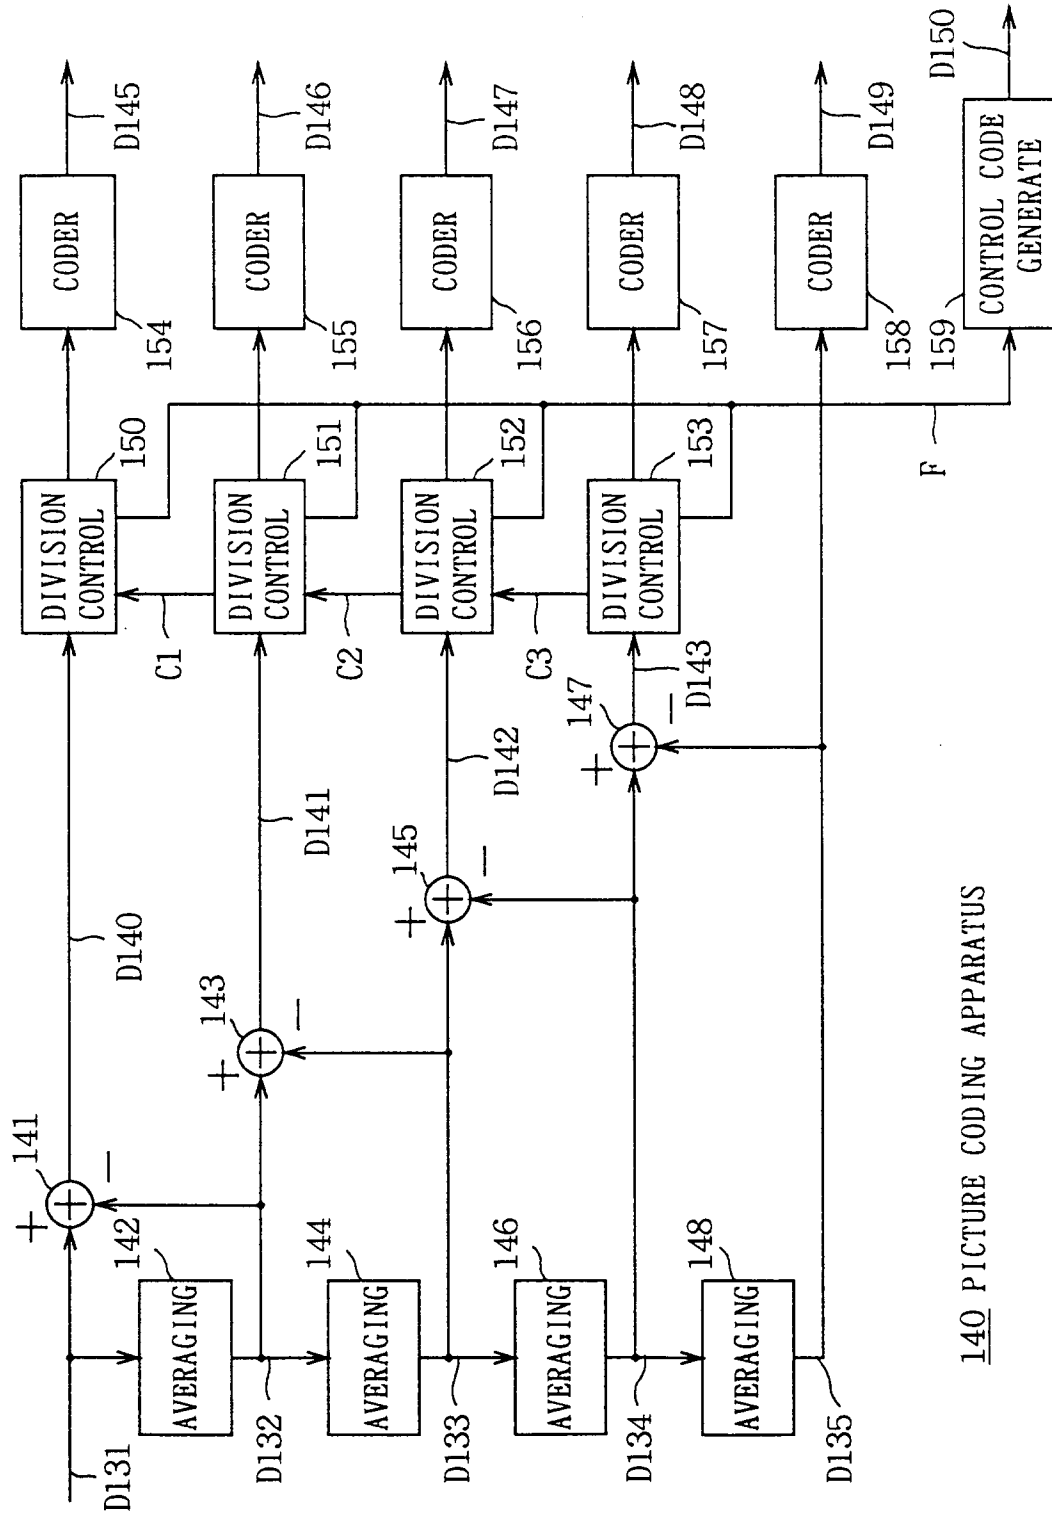 D131
141
+
−
D140
DIVISION
CONTROL
150
CODER
154
D145
AVERAGING
142
D132
143
+
−
D141
C1
DIVISION
CONTROL
151
CODER
155
D146
AVERAGING
144
D133
145
+
−
D142
C2
DIVISION
CONTROL
152
CODER
156
D147
AVERAGING
146
D134
147
+
−
D143
C3
DIVISION
CONTROL
153
CODER
157
D148
AVERAGING
148
D135
CODER
158
D149
F
CONTROL CODE
GENERATE
159
D150
140 PICTURE CODING APPARATUS